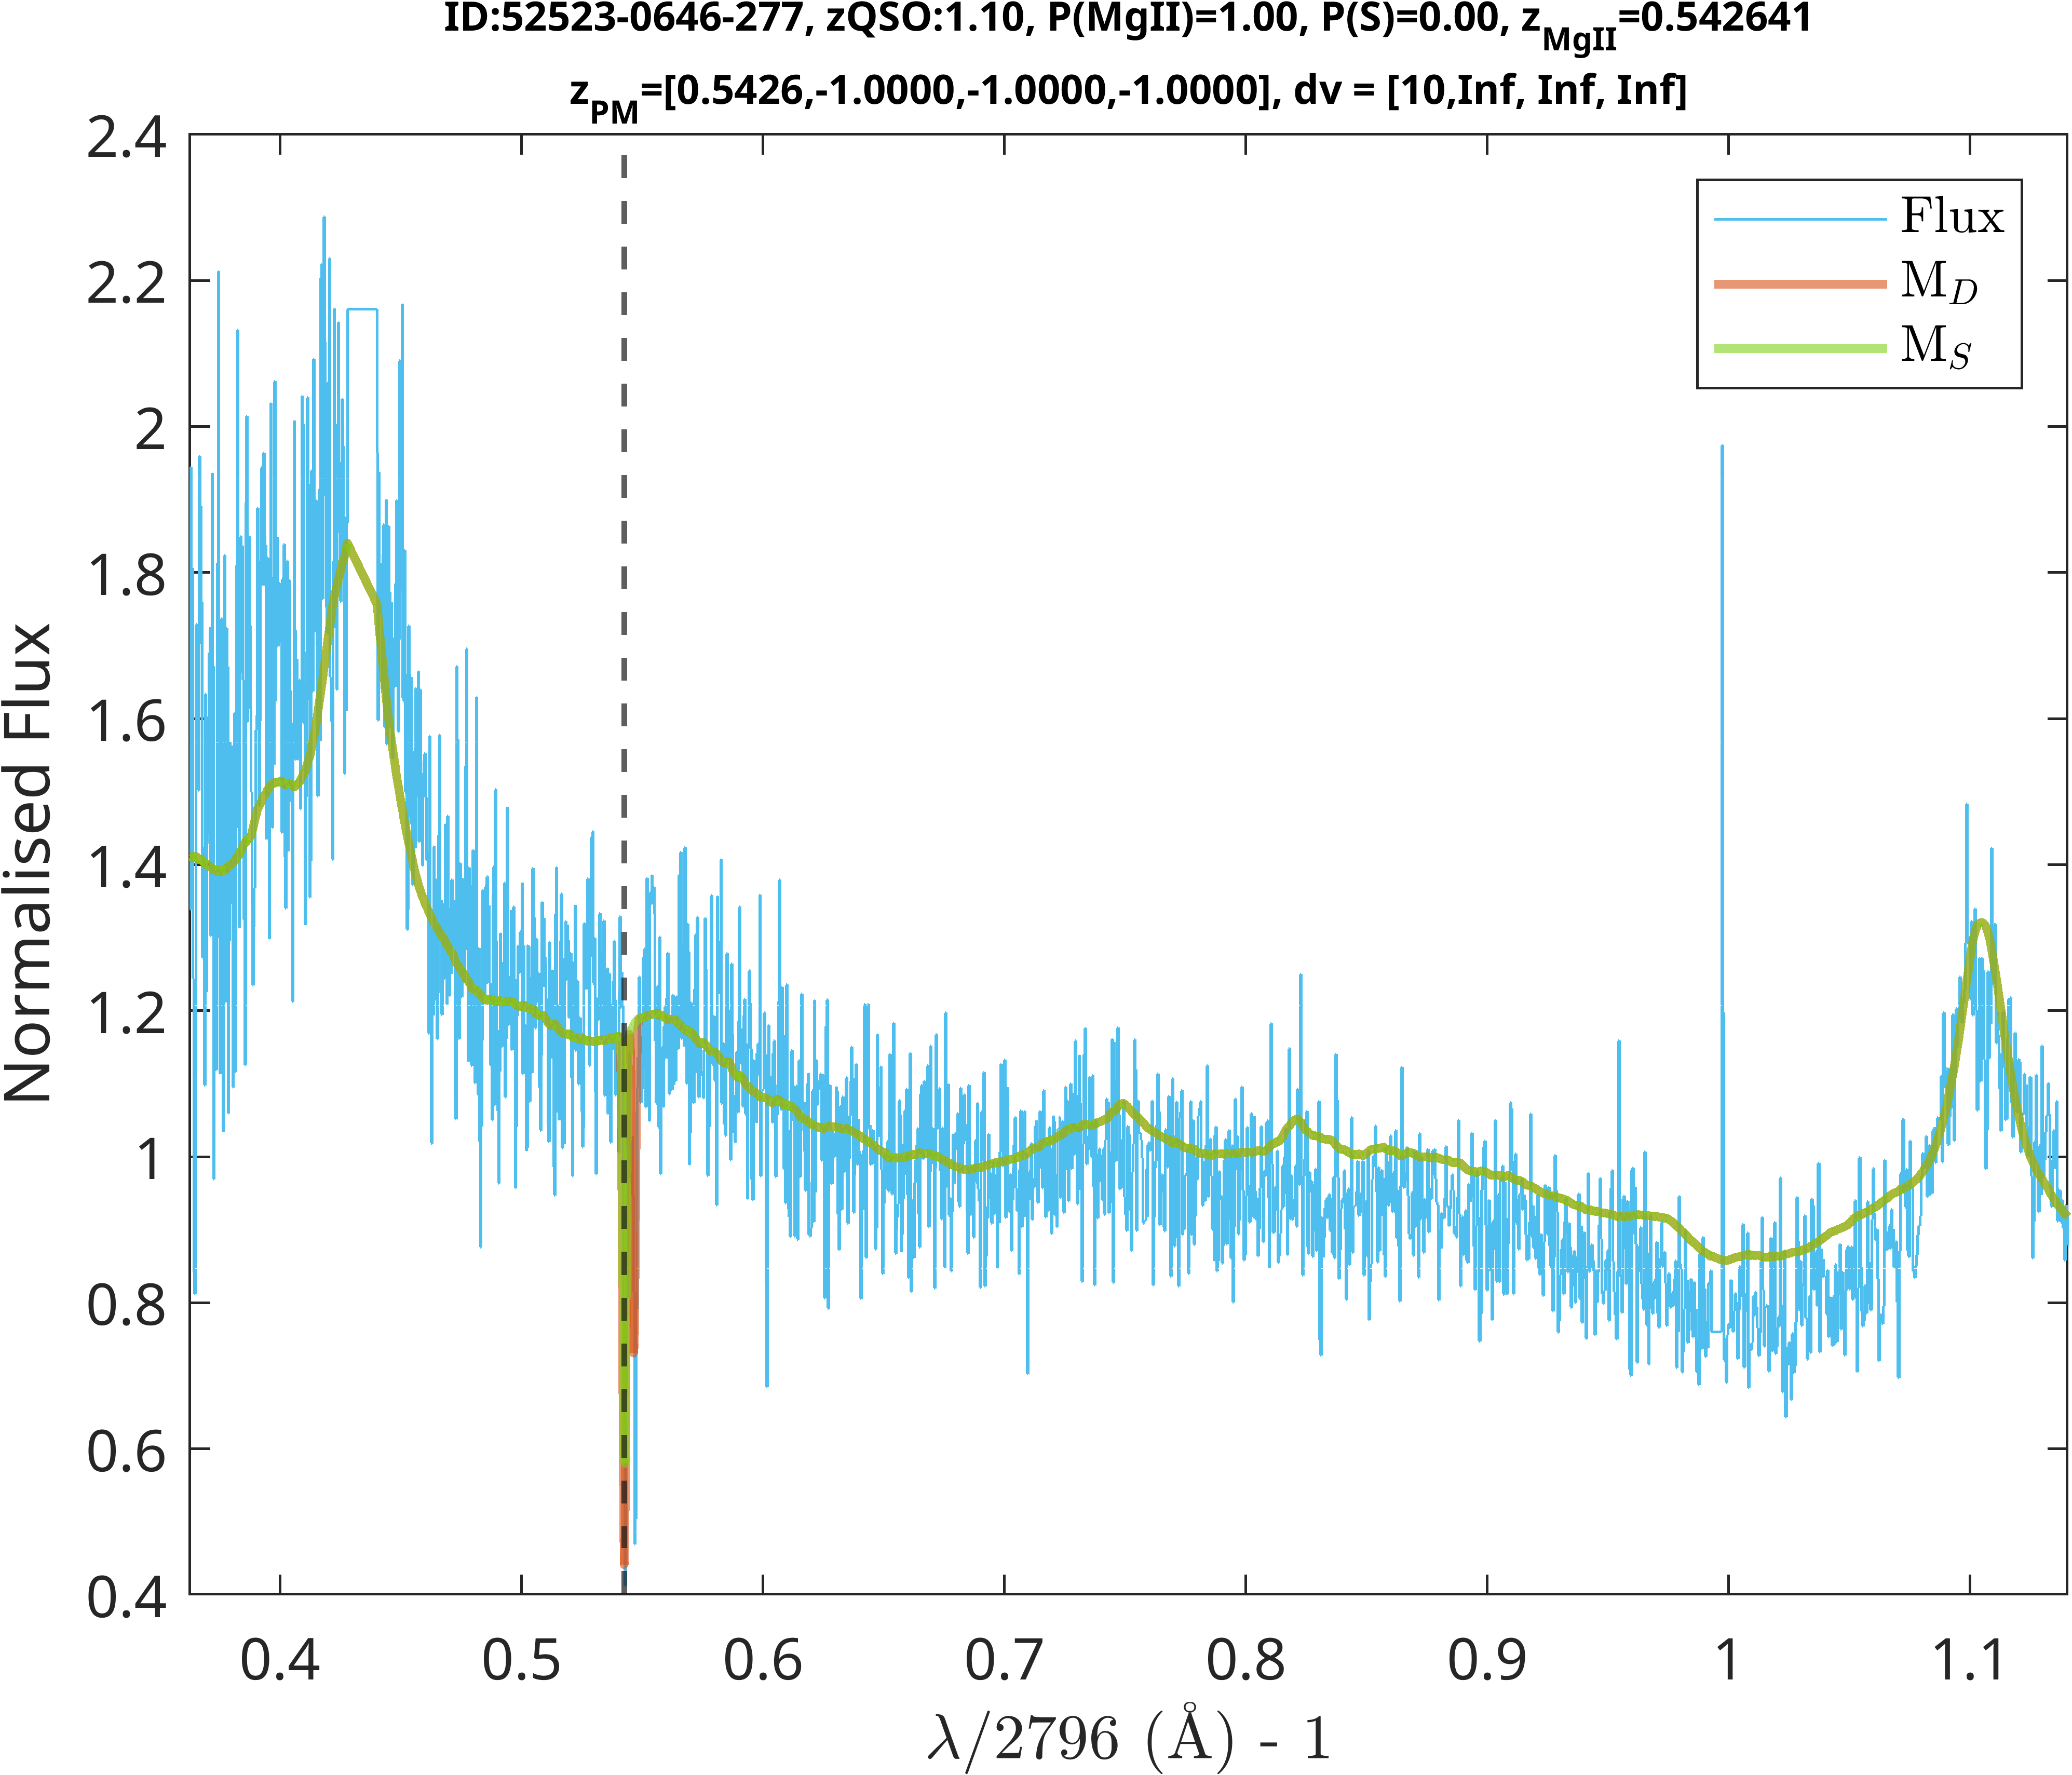 ID:52523-0646-277, zQSO:1.10, P(MgII)=1.00, P(S)=0.00, zMgII=0.542641
zPM=[0.5426,-1.0000,-1.0000,-1.0000], dv = [10,Inf, Inf, Inf]
2.4
2.2
2
1.8
1.6
1.4
1.2
1
0.8
0.6
0.4
Normalised Flux
Flux
MD
MS
0.4 0.5 0.6 0.7 0.8 0.9 1 1.1
λ/2796 (Å) - 1